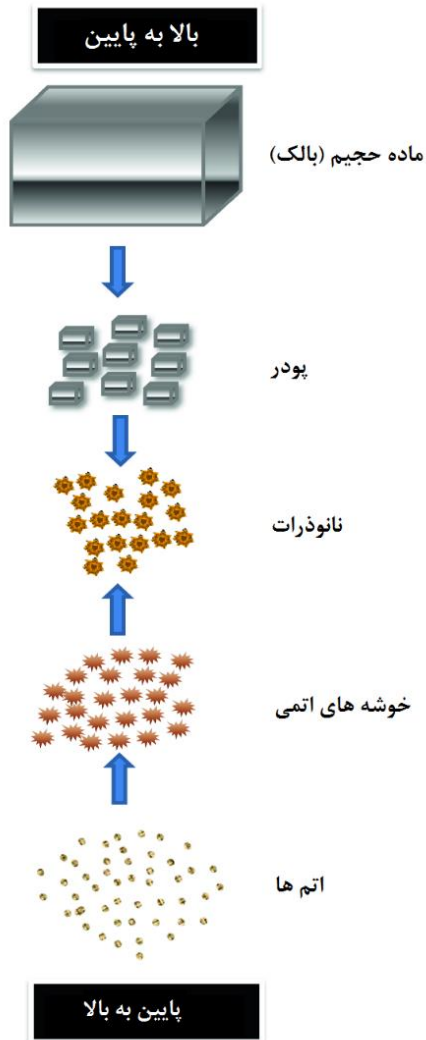 بالا به پایین
ماده حجیم (بالک)
پودر
نانوذرات
خوشه های اتمی
اتم ها
پایین به بالا